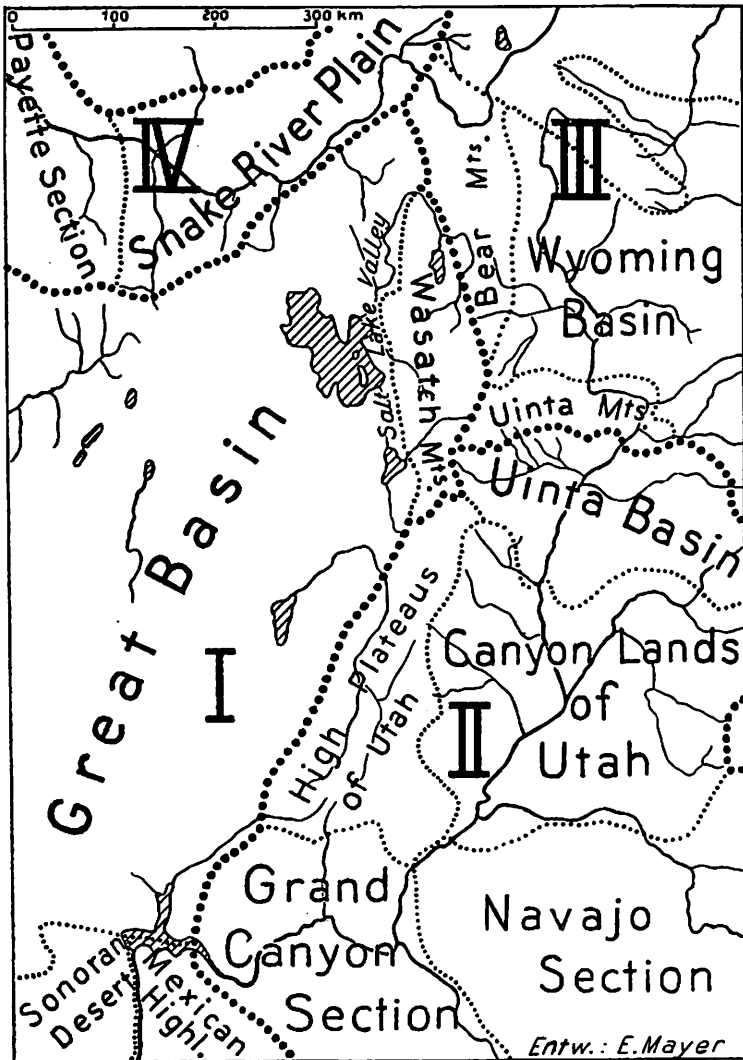 0 100 200 300 km
Payette Section
IV
Snake River Plain
III
Bear Mts.
Wyoming
Basin
Salt Lake Valley
Wasatch Mts.
Uinta Mts
Uinta Basin
Great Basin
I
High Plateaus
of Utah
II
Canyon Lands
of
Utah
Grand
Canyon
Section
Navajo
Section
Sonoran
Desert
Mexican
Highl.
Entw.: E. Mayer